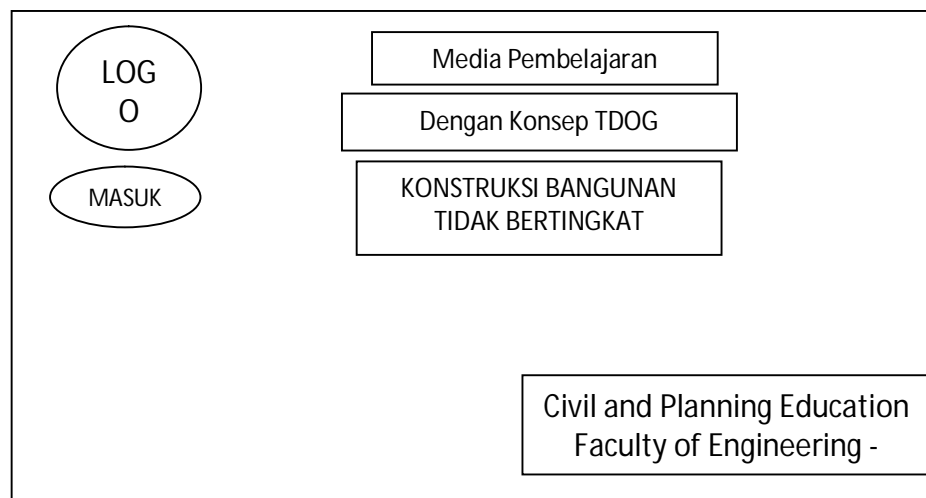 LOG
O
Media Pembelajaran
Dengan Konsep TDOG
MASUK
KONSTRUKSI BANGUNAN
TIDAK BERTINGKAT
Civil and Planning Education
Faculty of Engineering -